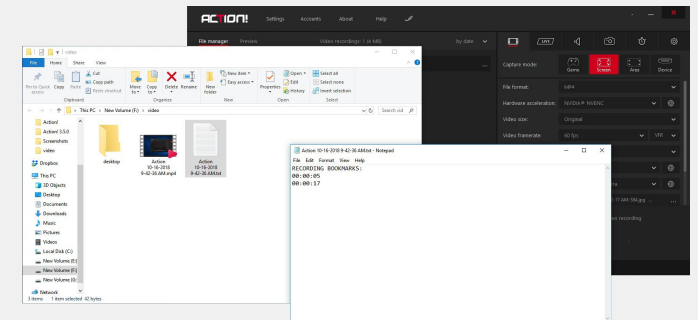 ACTION!
Settings
Accounts
About
Help
File manager
Preview
Video recordings: 1 (4 MB)
by date
LIVE
Capture mode:
Game
Screen
Area
Device
File format:
MP4
Hardware acceleration:
NVIDIA® NVENC
Video size:
Original
Video framerate:
60 fps
VFR
video
File
Home
Share
View
Pin to Quick access
Copy
Paste
Cut
Copy path
Paste shortcut
Clipboard
Move to
Copy to
Delete
Rename
Organize
New folder
New item
Easy access
New
Properties
Open
Edit
History
Open
Select all
Select none
Invert selection
Select
This PC > New Volume (F:) > video
Search vid
Action!
Action! 3.5.0
Screenshots
video
Dropbox
This PC
3D Objects
Desktop
Documents
Downloads
Music
Pictures
Videos
Local Disk (C:)
New Volume (E:)
New Volume (F:)
New Volume (G:)
Network
desktop
Action 10-16-2018 9-42-36 AM.mp4
Action 10-16-2018 9-42-36 AM.txt
3 items
1 item selected 42 bytes
Action 10-16-2018 9-42-36 AM.txt - Notepad
File Edit Format View Help
RECORDING BOOKMARKS:
00:00:05
00:00:17